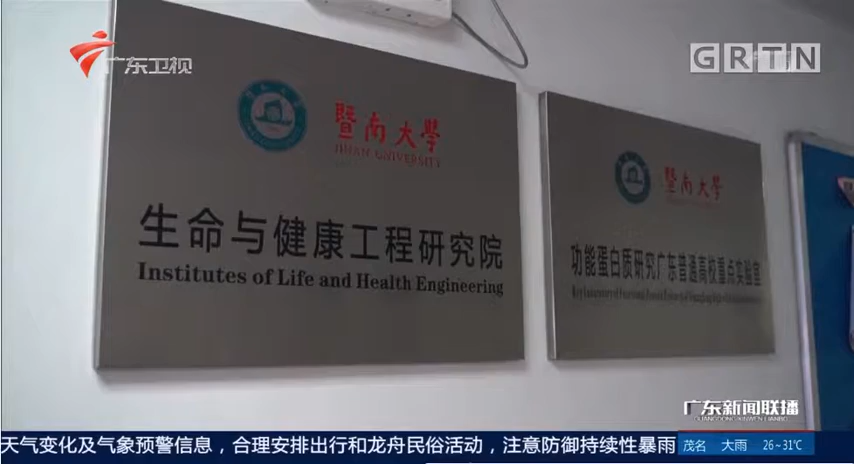 广东卫视
GRTN
暨南大學
JINAN UNIVERSITY
生命与健康工程研究院
Institutes of Life and Health Engineering
暨南大學
功能蛋白质研究广东普通高校重点实验室
广东新闻联播
GUANGDONG XINWEN LIANBO
天气变化及气象预警信息，合理安排出行和龙舟民俗活动，注意防御持续性暴雨
茂名 大雨 26~31℃